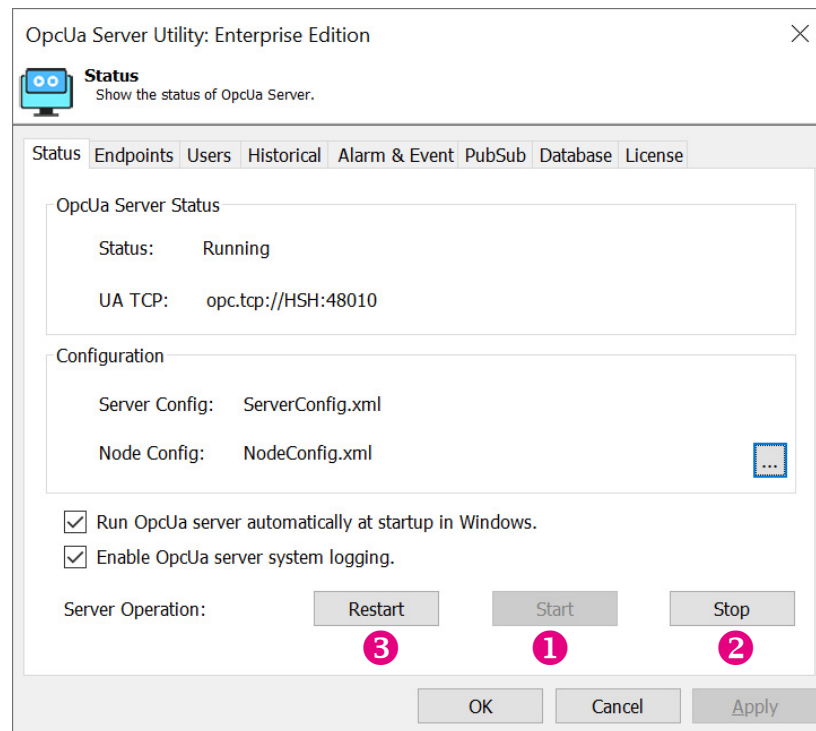 OpcUa Server Utility: Enterprise Edition
Status
Show the status of OpcUa Server.
Status Endpoints Users Historical Alarm & Event PubSub Database License
OpcUa Server Status
Status: Running
UA TCP: opc.tcp://HSH:48010
Configuration
Server Config: ServerConfig.xml
Node Config: NodeConfig.xml
...
Run OpcUa server automatically at startup in Windows.
Enable OpcUa server system logging.
Server Operation: Restart Start Stop
3 1 2
OK Cancel Apply